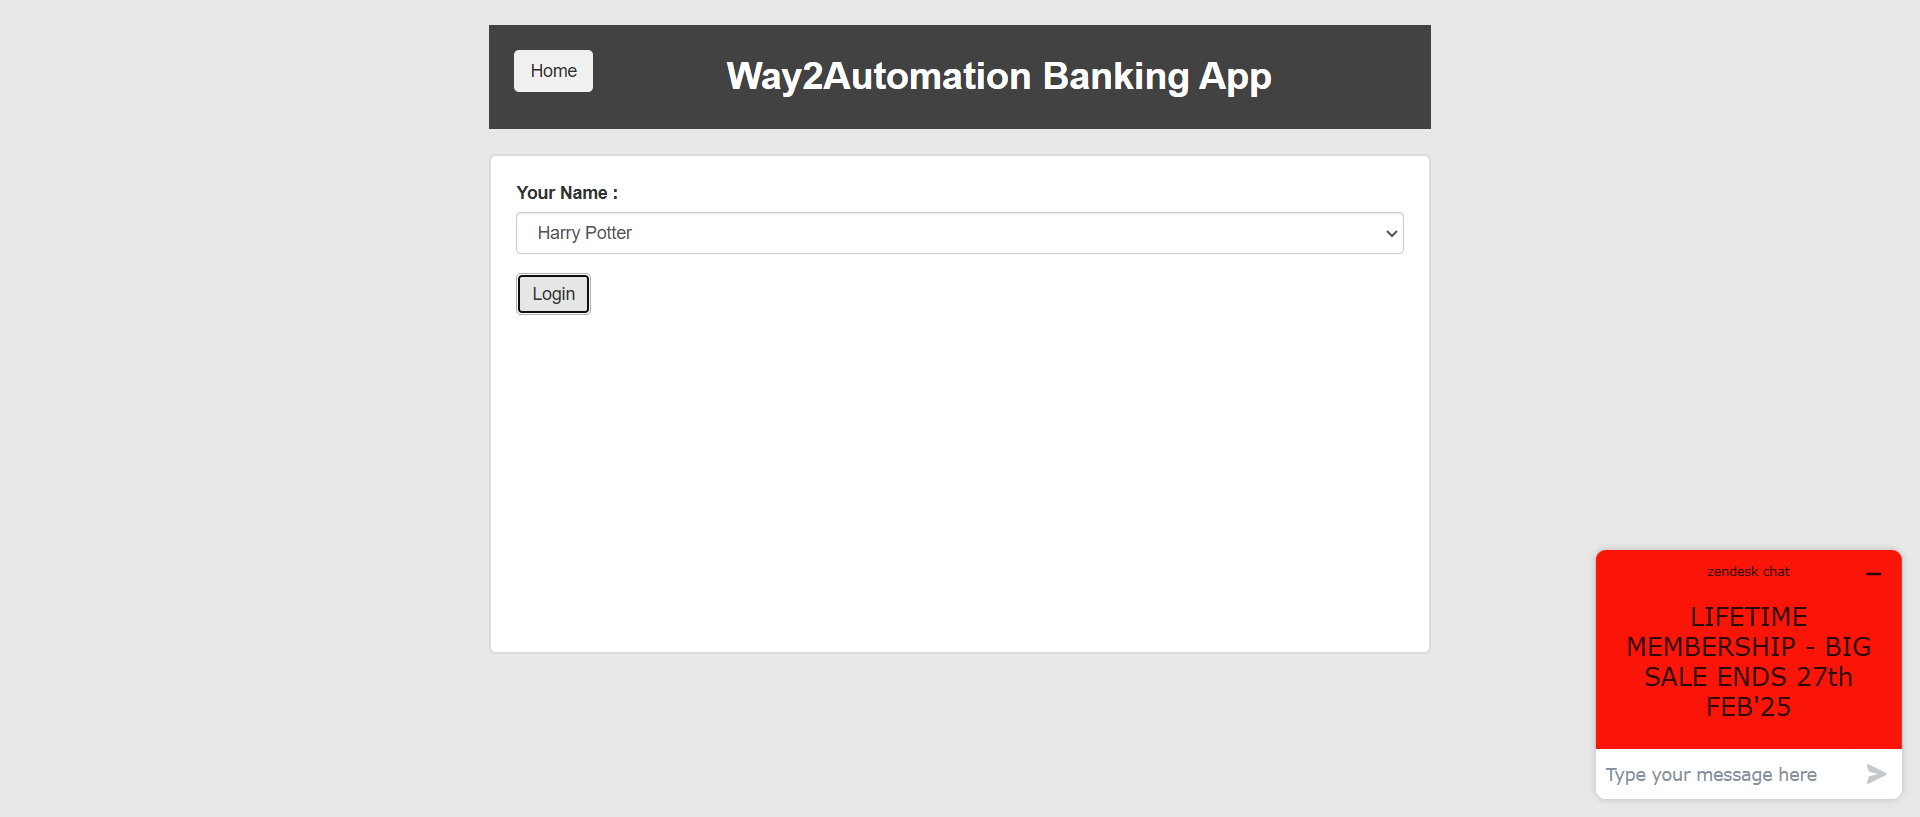 Home
Way2Automation Banking App
Your Name :
Harry Potter
Login
zendesk chat
LIFETIME
MEMBERSHIP - BIG
SALE ENDS 27th
FEB'25
Type your message here